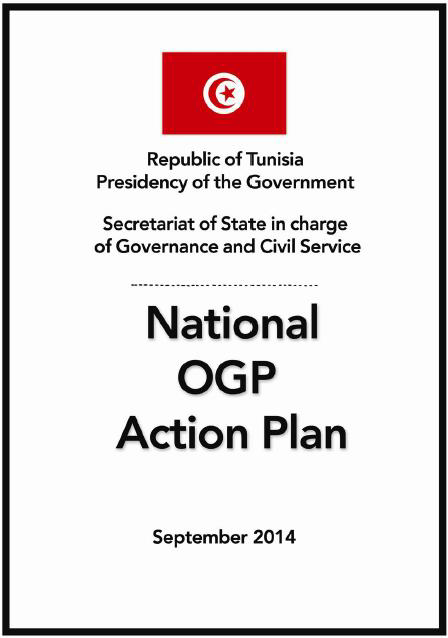 Republic of Tunisia
Presidency of the Government
Secretariat of State in charge
of Governance and Civil Service
National
OGP
Action Plan
September 2014